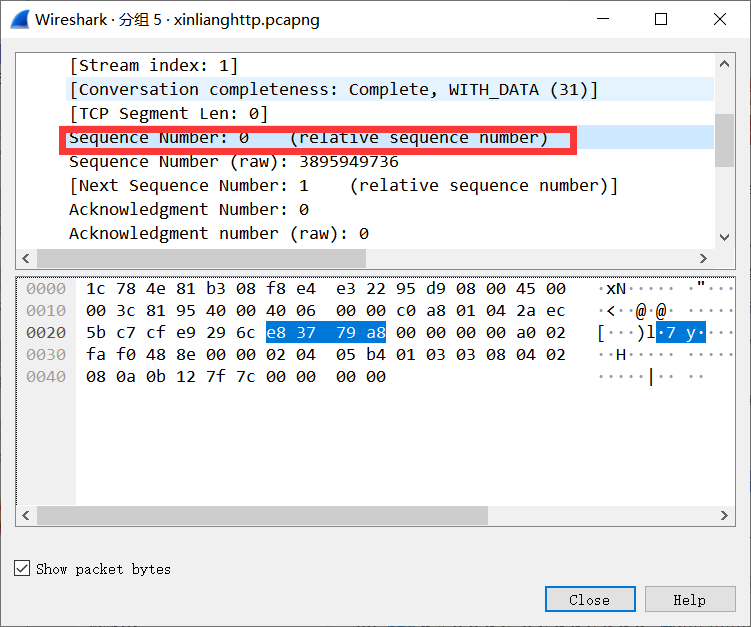 Wireshark · 分组 5 · xinlianghttp.pcapng
[Stream index: 1]
[Conversation completeness: Complete, WITH_DATA (31)]
[TCP Segment Len: 0]
Sequence Number: 0    (relative sequence number)
Sequence Number (raw): 3895949736
[Next Sequence Number: 1    (relative sequence number)]
Acknowledgment Number: 0
Acknowledgment number (raw): 0
0000  1c 78 4e 81 b3 08 f8 e4  e3 22 95 d9 08 00 45 00  ·xN····· ·"····E·
0010  00 3c 81 95 40 00 40 06  00 00 c0 a8 01 04 2a ec  ·<··@·@· ······*·
0020  5b c7 cf e9 29 6c e8 37  79 a8 00 00 00 00 a0 02  [···)l·7 y·······
0030  fa f0 48 8e 00 00 02 04  05 b4 01 03 03 08 04 02  ··H····· ········
0040  08 0a 0b 12 7f 7c 00 00  00 00  ·····|·· ··
Show packet bytes
Close
Help